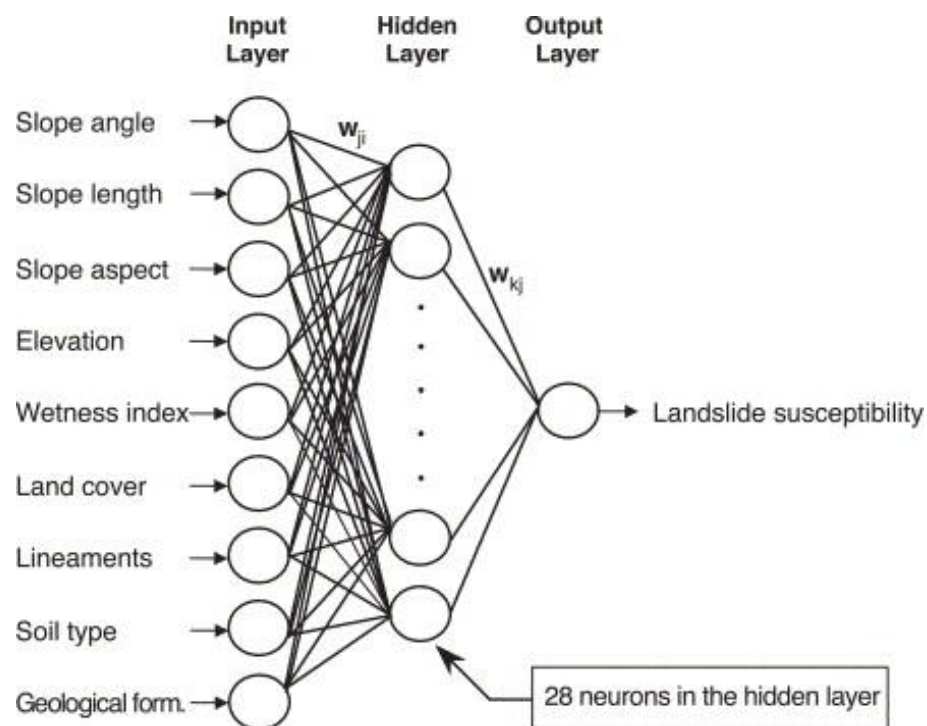 Input
Layer
Hidden
Layer
Output
Layer
Slope angle
Slope length
Slope aspect
Elevation
Wetness index
Land cover
Lineaments
Soil type
Geological form.
w_ji
w_kj
Landslide susceptibility
28 neurons in the hidden layer